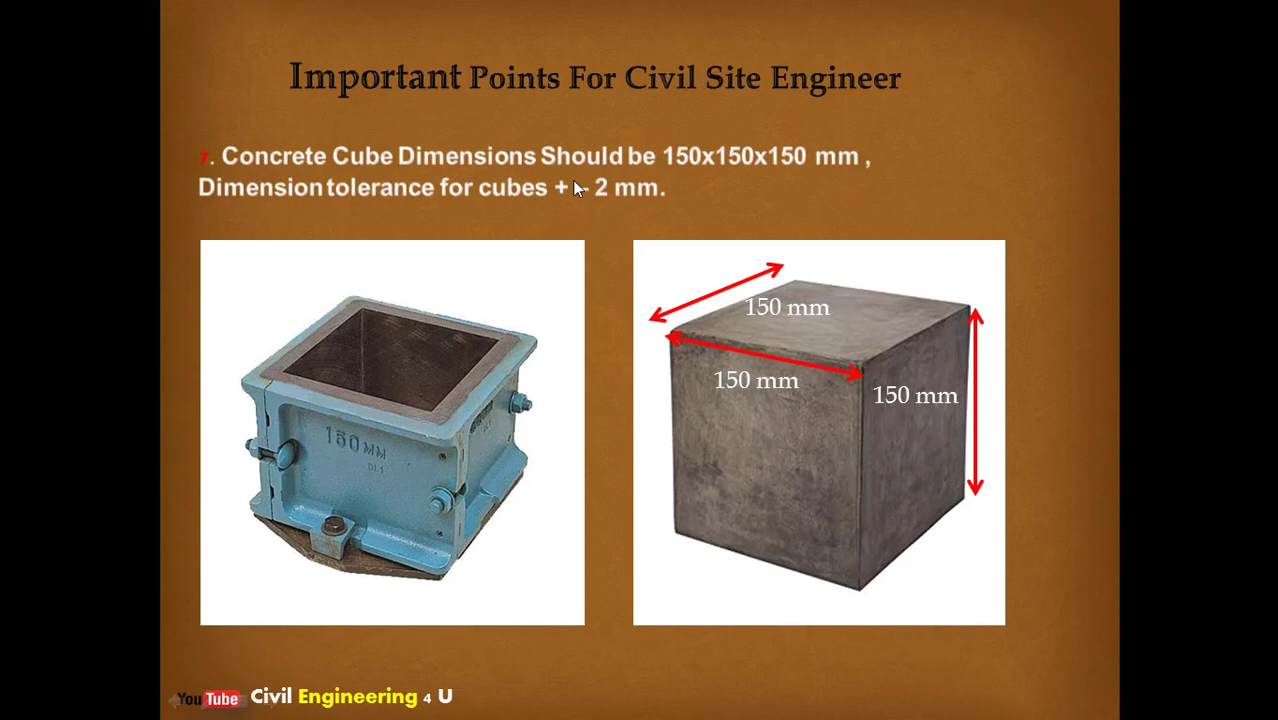 Important Points For Civil Site Engineer
7. Concrete Cube Dimensions Should be 150x150x150 mm ,
Dimension tolerance for cubes + - 2 mm.
150MM
DL1
150 mm
150 mm
150 mm
YouTube Civil Engineering 4 U